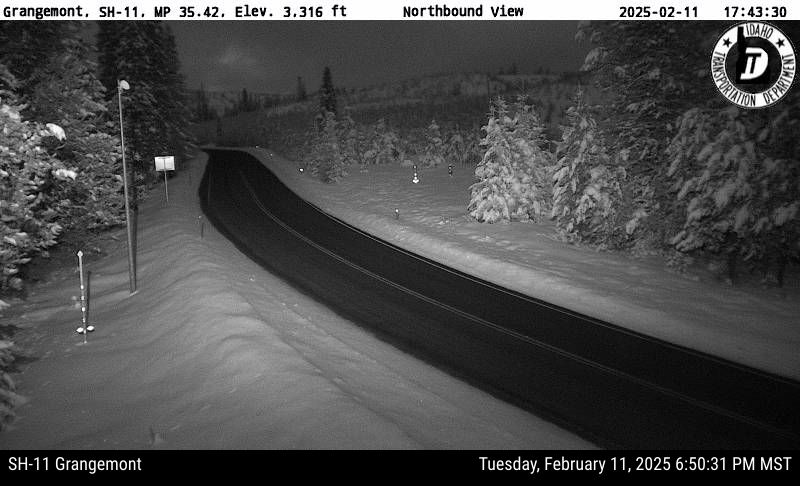 Grangemont, SH-11, MP 35.42, Elev. 3,316 ft Northbound View 2025-02-11 17:43:30
IDAHO
TRANSPORTATION DEPARTMENT
SH-11 Grangemont Tuesday, February 11, 2025 6:50:31 PM MST